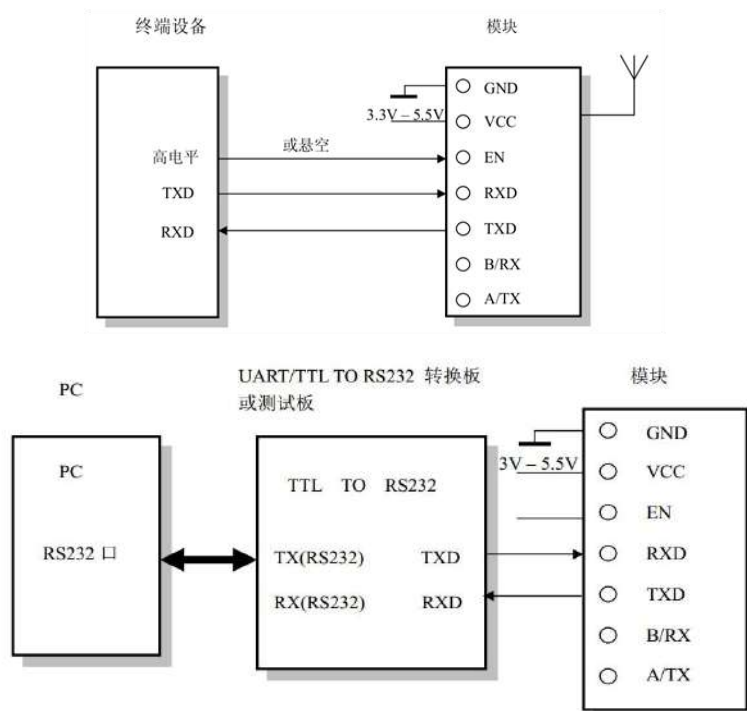 终端设备
模块
GND
3.3V – 5.5V
VCC
高电平
或悬空
EN
TXD
RXD
RXD
TXD
B/RX
A/TX
PC
UART/TTL TO RS232 转换板
或测试板
模块
PC
RS232 口
TTL TO RS232
TX(RS232)
TXD
RX(RS232)
RXD
GND
3V – 5.5V
VCC
EN
RXD
TXD
B/RX
A/TX